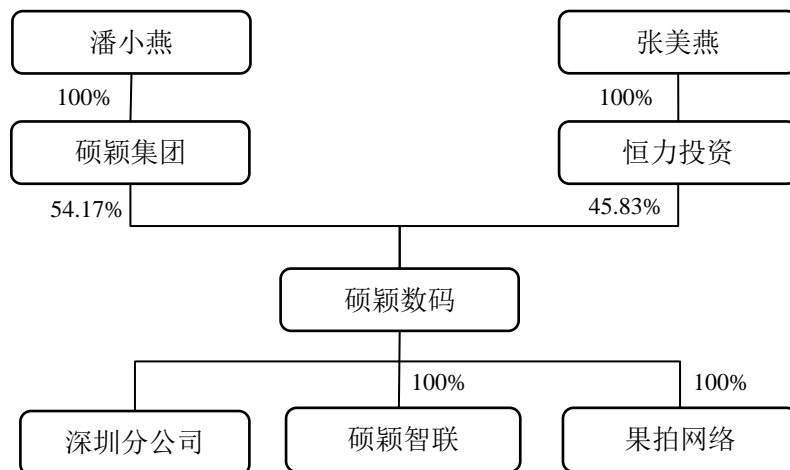 潘小燕
张美燕
100%
100%
硕颖集团
恒力投资
54.17%
45.83%
硕颖数码
100%
100%
深圳分公司
硕颖智联
果拍网络